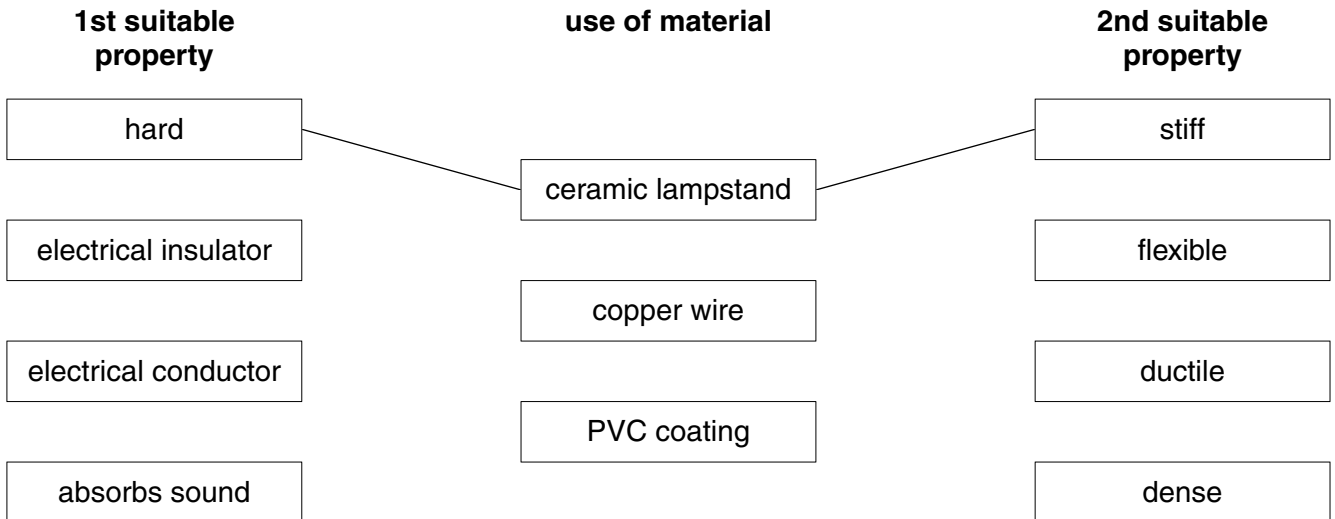 1st suitable
property
use of material
2nd suitable
property
hard
stiff
ceramic lampstand
electrical insulator
flexible
copper wire
electrical conductor
ductile
PVC coating
absorbs sound
dense